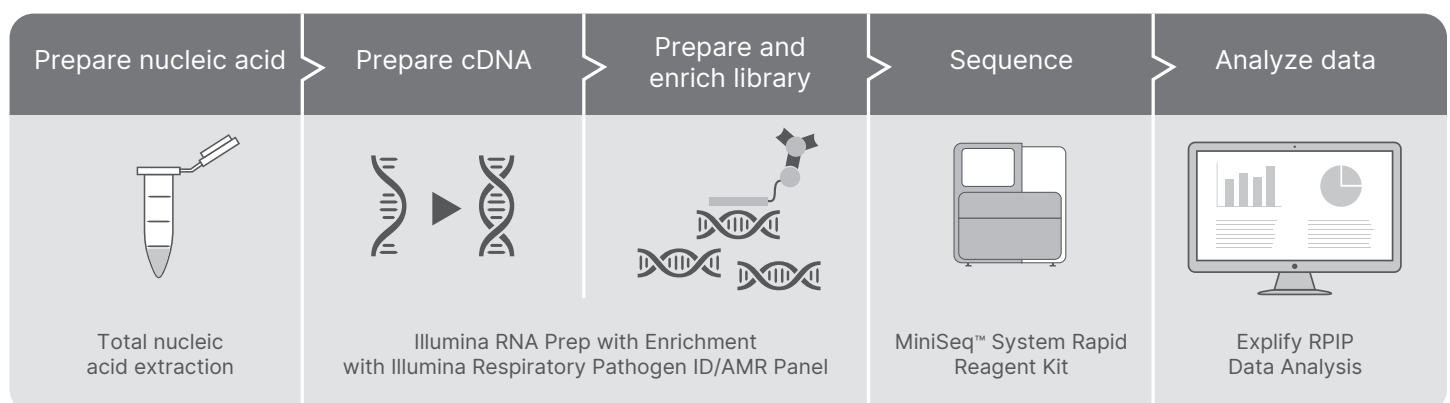 Prepare nucleic acid
Prepare cDNA
Prepare and
enrich library
Sequence
Analyze data
Total nucleic
acid extraction
Illumina RNA Prep with Enrichment
with Illumina Respiratory Pathogen ID/AMR Panel
MiniSeq™ System Rapid
Reagent Kit
Explify RPIP
Data Analysis